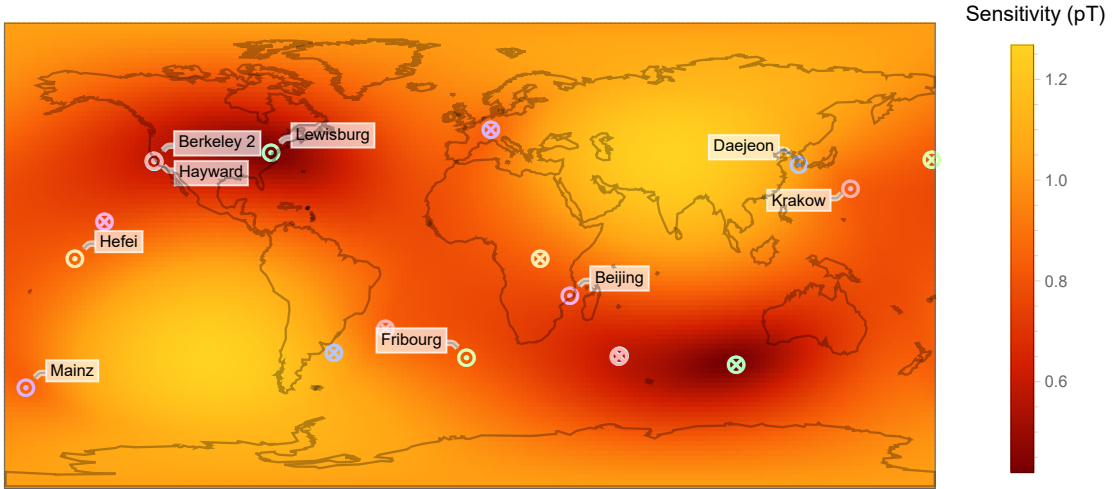 Sensitivity (pT)
1.2
1.0
0.8
0.6
Berkeley 2
Lewisburg
Hayward
Daejeon
Krakow
Hefei
Beijing
Fribourg
Mainz